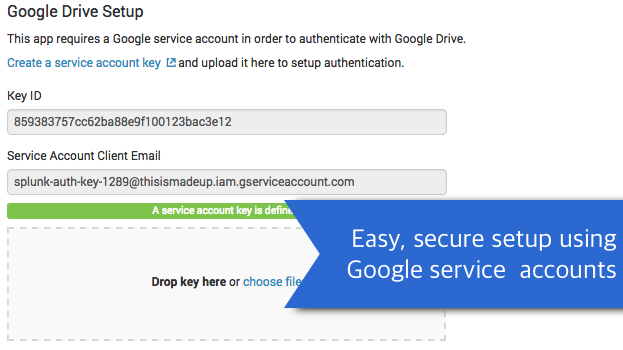 Google Drive Setup
This app requires a Google service account in order to authenticate with Google Drive.
Create a service account key and upload it here to setup authentication.
Key ID
859383757cc62ba88e9f100123bac3e12
Service Account Client Email
splunk-auth-key-1289@thisismadeup.iam.gserviceaccount.com
A service account key is define
Drop key here or choose file
Easy, secure setup using
Google service accounts